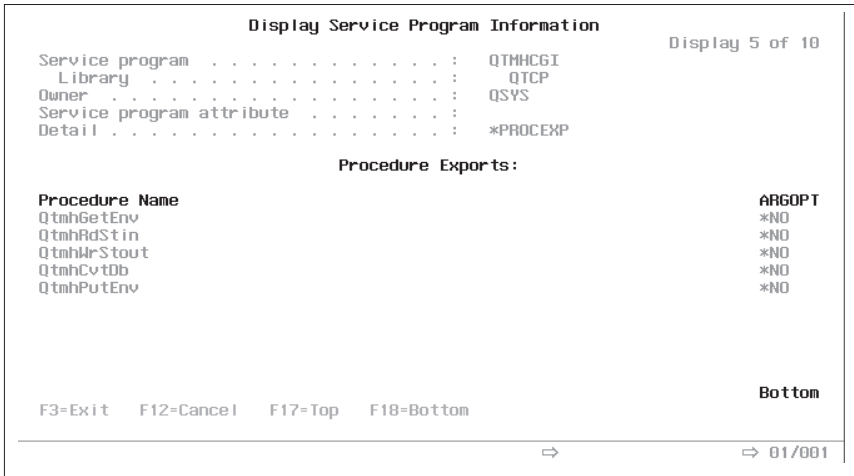 Display Service Program Information
Display 5 of 10
Service program . . . . . . . . . . . . . : QTMHCGI
Library . . . . . . . . . . . . . . . . : QTCP
Owner . . . . . . . . . . . . . . . . . . : QSYS
Service program attribute . . . . . . . . :
Detail . . . . . . . . . . . . . . . . . . : *PROCEXP
Procedure Exports:
Procedure Name ARGOPT
QtmhGetEnv *NO
QtmhRdStin *NO
QtmhWrStout *NO
QtmhCvtDb *NO
QtmhPutEnv *NO
Bottom
F3=Exit F12=Cancel F17=Top F18=Bottom
⇨ ⇨ 01/001